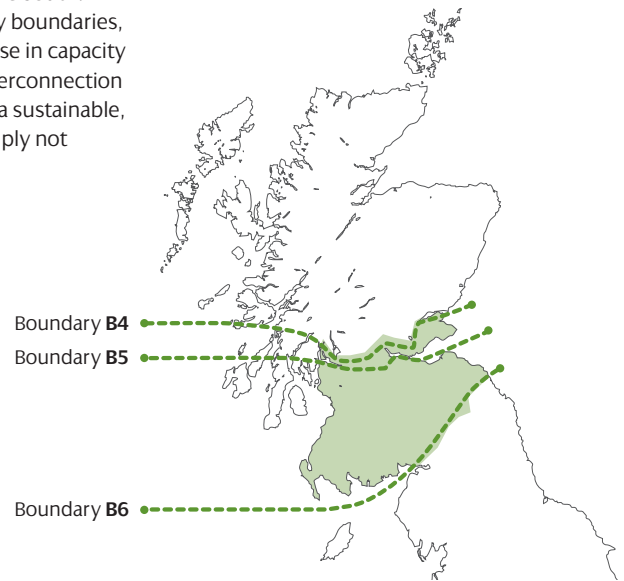 y boundaries,
se in capacity
erconnection
a sustainable,
ply not
Boundary B4
Boundary B5
Boundary B6